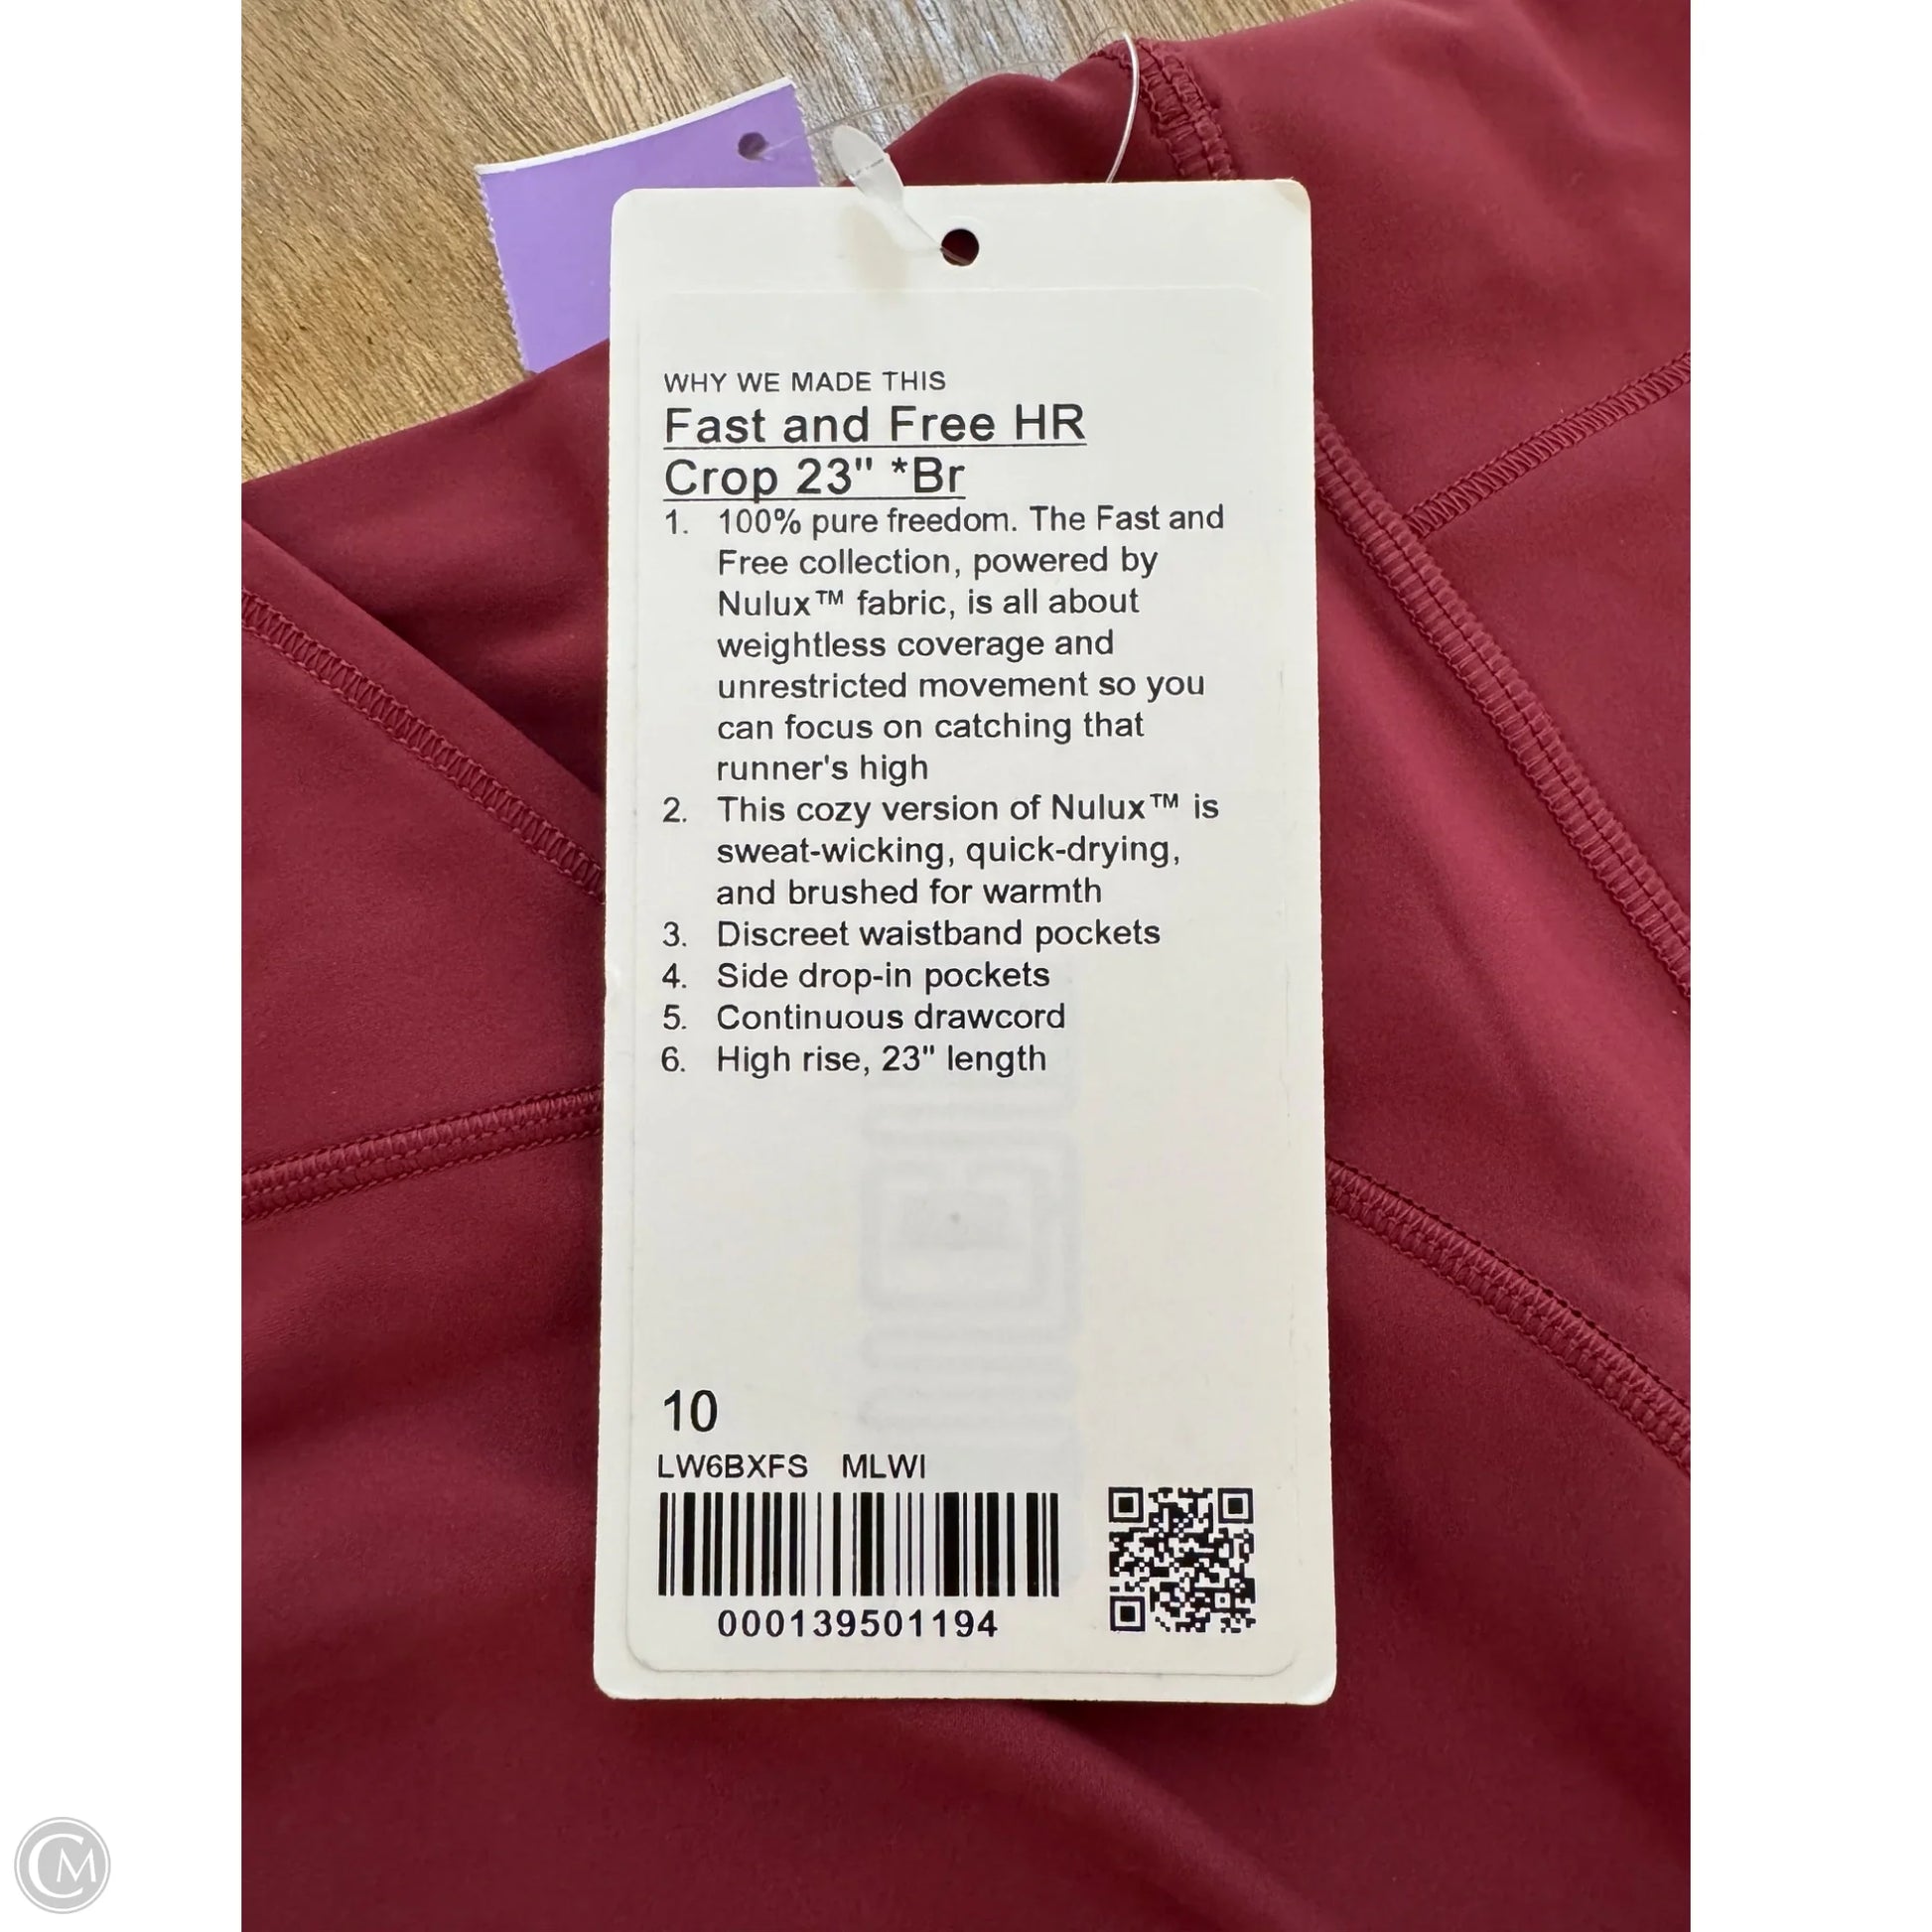 WHY WE MADE THIS
Fast and Free HR
Crop 23" *Br
1. 100% pure freedom. The Fast and
Free collection, powered by
Nulux™ fabric, is all about
weightless coverage and
unrestricted movement so you
can focus on catching that
runner's high
2. This cozy version of Nulux™ is
sweat-wicking, quick-drying,
and brushed for warmth
3. Discreet waistband pockets
4. Side drop-in pockets
5. Continuous drawcord
6. High rise, 23" length
10
LW6BXFS MLWI
000139501194
CM